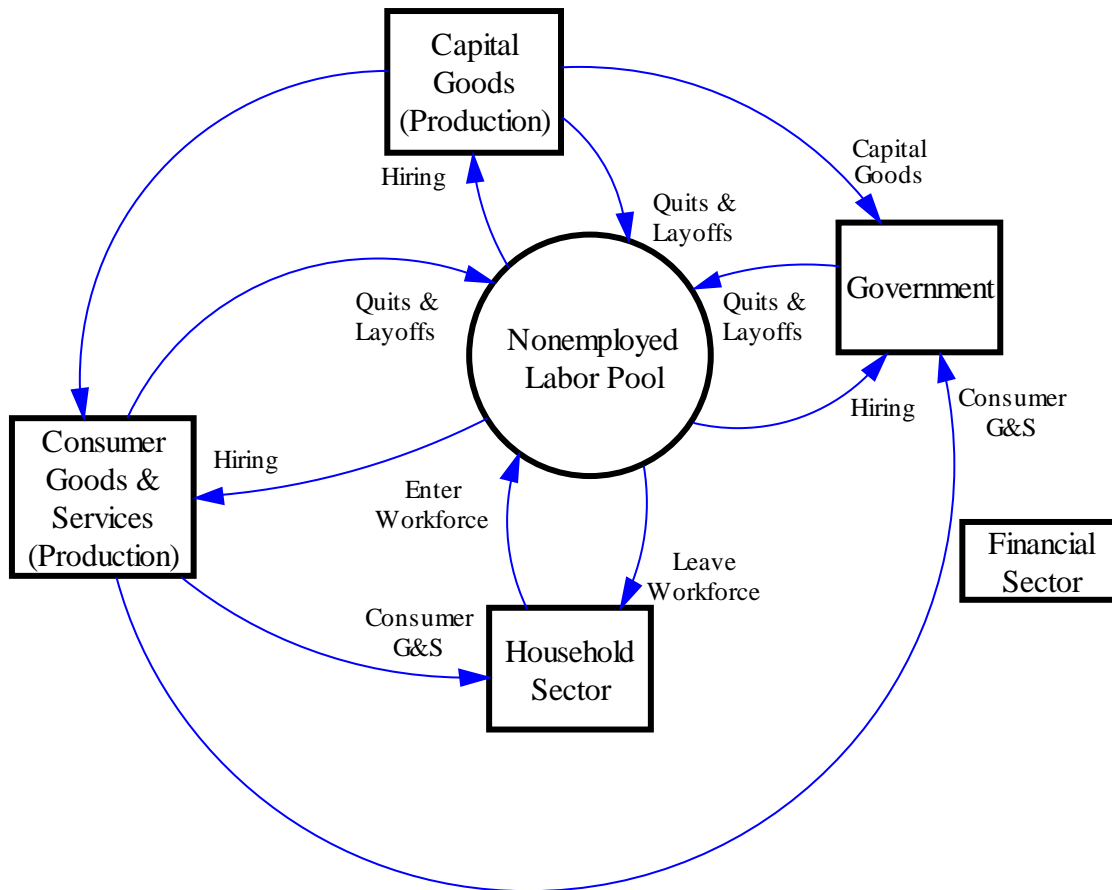 Capital
Goods
(Production)
Hiring
Capital
Goods
Quits &
Layoffs
Government
Quits &
Layoffs
Quits &
Layoffs
Nonemployed
Labor Pool
Hiring
Consumer
G&S
Consumer
Goods &
Services
(Production)
Hiring
Enter
Workforce
Leave
Workforce
Financial
Sector
Consumer
G&S
Household
Sector